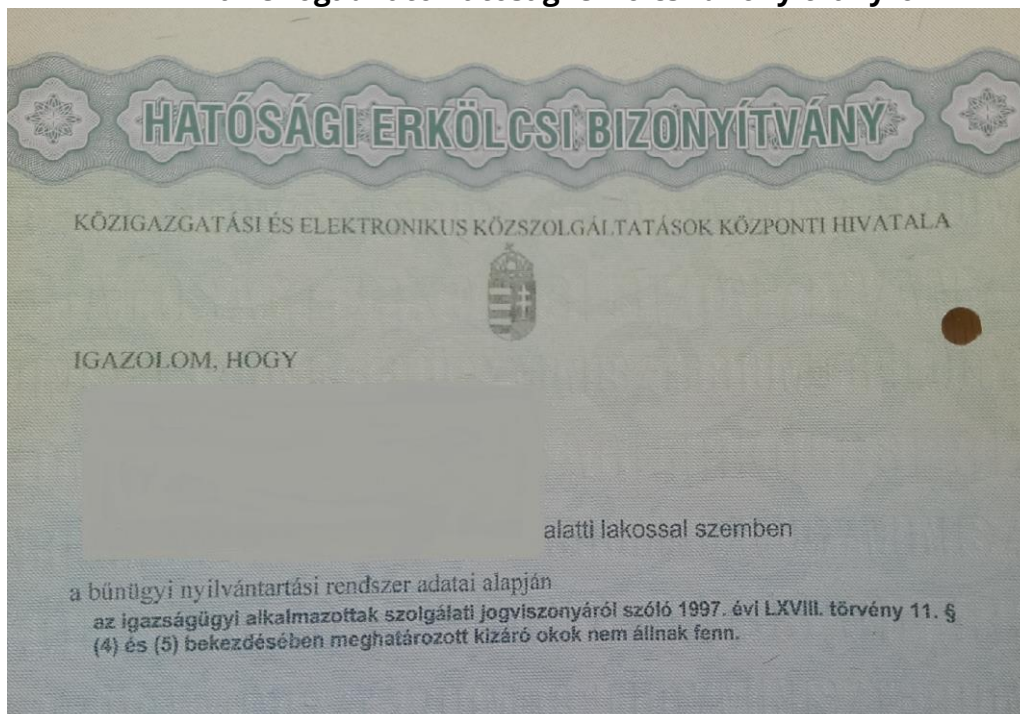 HATÓSÁGI ERKÖLCSI BIZONYÍTVÁNY
KÖZIGAZGATÁSI ÉS ELEKTRONIKUS KÖZSZOLGÁLTATÁSOK KÖZPONTI HIVATALA
IGAZOLOM, HOGY
alatti lakossal szemben
a bűnügyi nyilvántartási rendszer adatai alapján
az igazságügyi alkalmazottak szolgálati jogviszonyáról szóló 1997. évi LXVIII. törvény 11. §
(4) és (5) bekezdésében meghatározott kizáró okok nem állnak fenn.